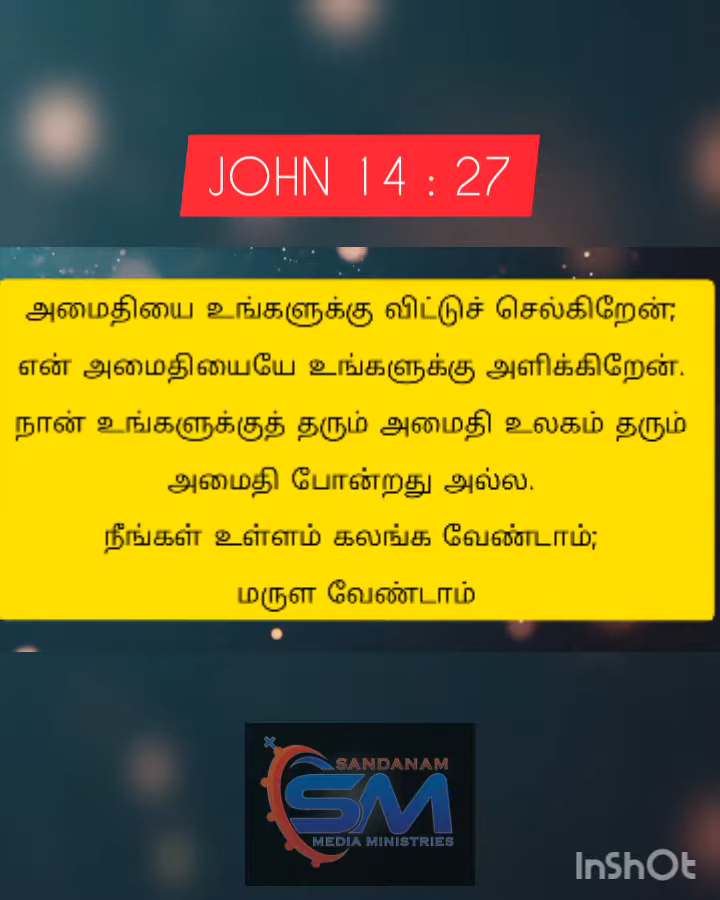 JOHN 14 : 27
அமைதியை உங்களுக்கு விட்டுச் செல்கிறேன்;
என் அமைதியையே உங்களுக்கு அளிக்கிறேன்.
நான் உங்களுக்குத் தரும் அமைதி உலகம் தரும்
அமைதி போன்றது அல்ல.
நீங்கள் உள்ளம் கலங்க வேண்டாம்;
மருள வேண்டாம்
SANDANAM
SM
MEDIA MINISTRIES
InShOt